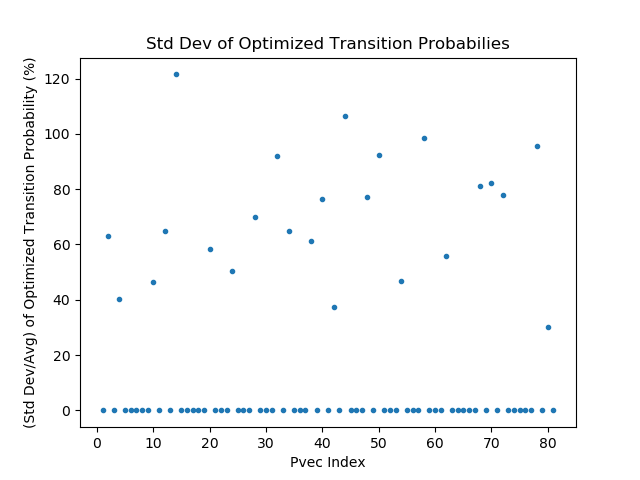 Std Dev of Optimized Transition Probabilies
(Std Dev/Avg) of Optimized Transition Probability (%)
120
100
80
60
40
20
0
0 10 20 30 40 50 60 70 80
Pvec Index